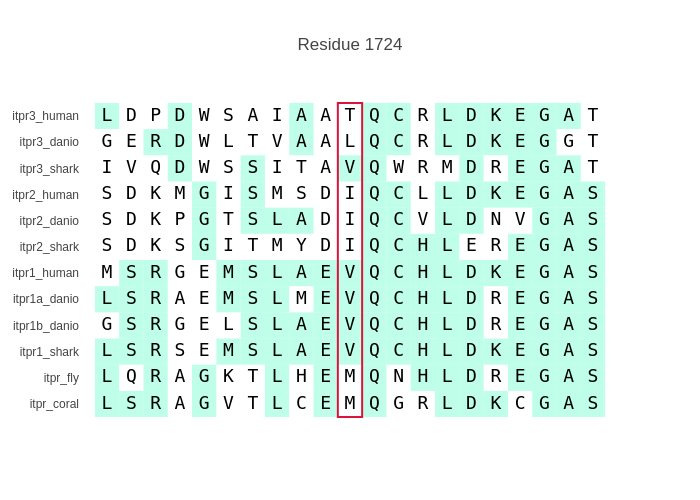 Residue 1724
itpr3_human L D P D W S A I A A T Q C R L D K E G A T
itpr3_danio G E R D W L T V A A L Q C R L D K E G G T
itpr3_shark I V Q D W S S I T A V Q W R M D R E G A T
itpr2_human S D K M G I S M S D I Q C L L D K E G A S
itpr2_danio S D K P G T S L A D I Q C V L D N V G A S
itpr2_shark S D K S G I T M Y D I Q C H L E R E G A S
itpr1_human M S R G E M S L A E V Q C H L D K E G A S
itpr1a_danio L S R A E M S L M E V Q C H L D R E G A S
itpr1b_danio G S R G E L S L A E V Q C H L D R E G A S
itpr1_shark L S R S E M S L A E V Q C H L D K E G A S
itpr_fly L Q R A G K T L H E M Q N H L D R E G A S
itpr_coral L S R A G V T L C E M Q G R L D K C G A S